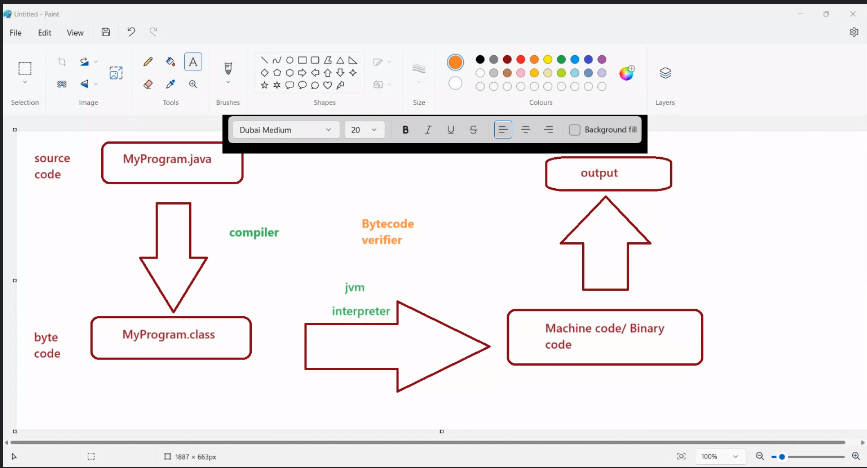 Untitled - Paint
File Edit View
Selection
Image
Tools
Brushes
Shapes
Size
Colours
Layers
Dubai Medium 20 B I U S Background fill
source
code
MyProgram.java
output
compiler
Bytecode
verifier
jvm
interpreter
byte
code
MyProgram.class
Machine code/ Binary
code
1887 × 663px
100%